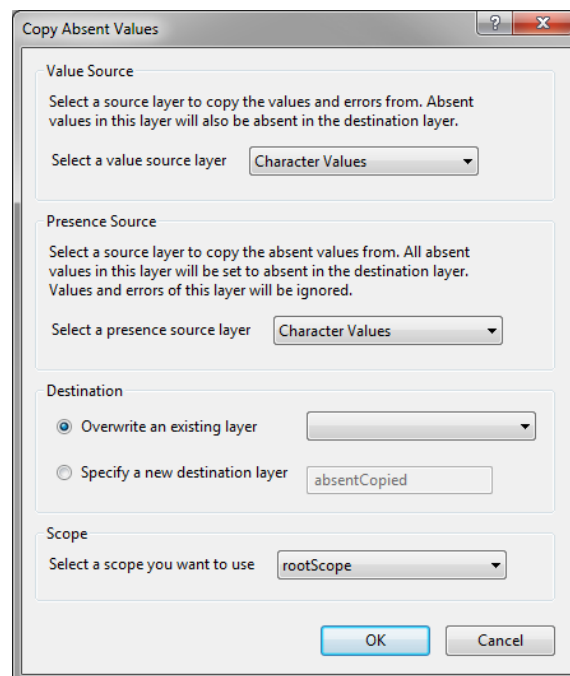 Copy Absent Values
Value Source
Select a source layer to copy the values and errors from. Absent
values in this layer will also be absent in the destination layer.
Select a value source layer Character Values
Presence Source
Select a source layer to copy the absent values from. All absent
values in this layer will be set to absent in the destination layer.
Values and errors of this layer will be ignored.
Select a presence source layer Character Values
Destination
Overwrite an existing layer
Specify a new destination layer absentCopied
Scope
Select a scope you want to use rootScope
OK Cancel